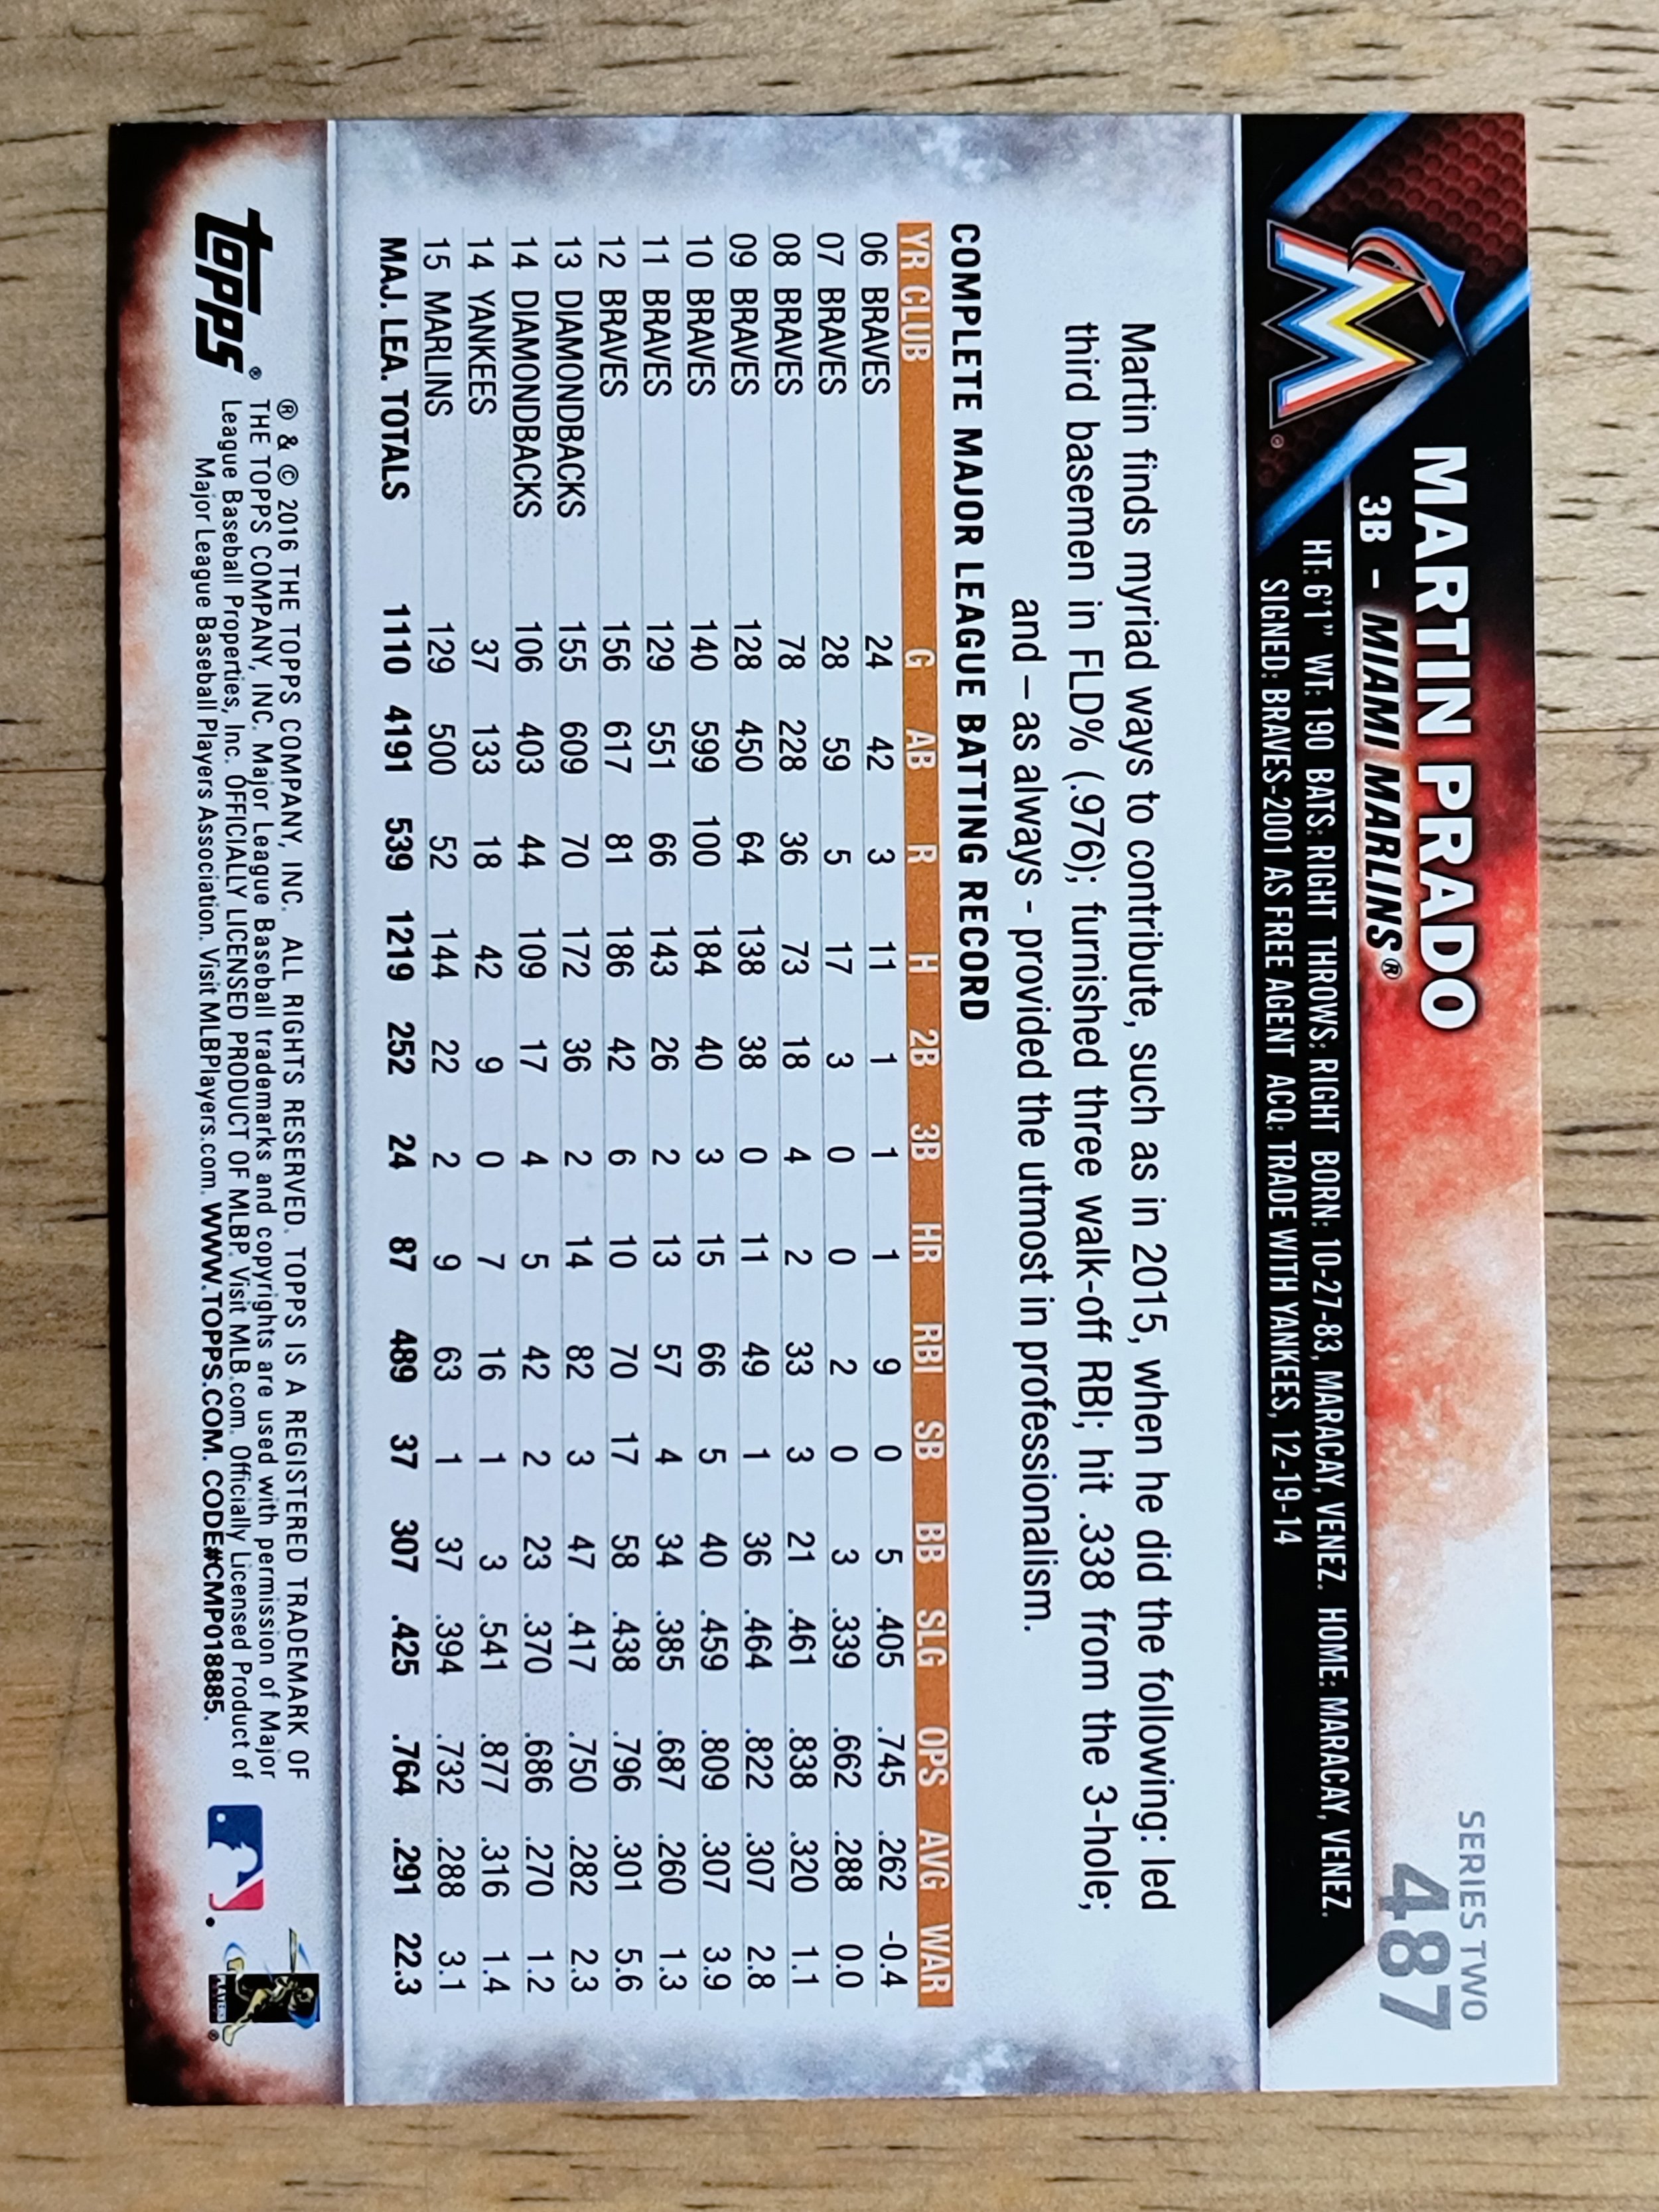 SERIES TWO
487
MARTIN PRADO
3B - MIAMI MARLINS®
HT: 6'1" WT: 190 BATS: RIGHT THROWS: RIGHT BORN: 10-27-83, MARACAY, VENEZ. HOME: MARACAY, VENEZ.
SIGNED: BRAVES-2001 AS FREE AGENT ACQ: TRADE WITH YANKEES, 12-19-14
Martin finds myriad ways to contribute, such as in 2015, when he did the following: led
third basemen in FLD% (.976); furnished three walk-off RBI; hit .338 from the 3-hole;
and – as always - provided the utmost in professionalism.
COMPLETE MAJOR LEAGUE BATTING RECORD
YR CLUB G AB R H 2B 3B HR RBI SB BB SLG OPS AVG WAR
06 BRAVES 24 42 3 11 1 1 1 9 0 5 .405 .745 .262 -0.4
07 BRAVES 28 59 5 17 3 0 0 2 0 3 .339 .662 .288 0.0
08 BRAVES 78 228 36 73 18 4 2 33 3 21 .461 .838 .320 1.1
09 BRAVES 128 450 64 138 38 0 11 49 1 36 .464 .822 .307 2.8
10 BRAVES 140 599 100 184 40 3 15 66 5 40 .459 .809 .307 3.9
11 BRAVES 129 551 66 143 26 2 13 57 4 34 .385 .687 .260 1.3
12 BRAVES 156 617 81 186 42 6 10 70 17 58 .438 .796 .301 5.6
13 DIAMONDBACKS 155 609 70 172 36 2 14 82 3 47 .417 .750 .282 2.3
14 DIAMONDBACKS 106 403 44 109 17 4 5 42 2 23 .370 .686 .270 1.2
14 YANKEES 37 133 18 42 9 0 7 16 1 3 .541 .877 .316 1.4
15 MARLINS 129 500 52 144 22 2 9 63 1 37 .394 .732 .288 3.1
MAJ. LEA. TOTALS 1110 4191 539 1219 252 24 87 489 37 307 .425 .764 .291 22.3
topps®
® & © 2016 THE TOPPS COMPANY, INC. ALL RIGHTS RESERVED. TOPPS IS A REGISTERED TRADEMARK OF
THE TOPPS COMPANY, INC. Major League Baseball trademarks and copyrights are used with permission of Major
League Baseball Properties, Inc. OFFICIALLY LICENSED PRODUCT OF MLBP. Visit MLB.com. Officially Licensed Product of
Major League Baseball Players Association. Visit MLBPlayers.com. WWW.TOPPS.COM. CODE#CMP018885.